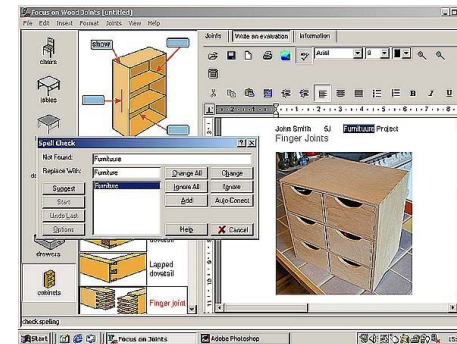 Focus on Wood Joints [untitled]
File Edit Insert Format Joints View Help
Joints Write an evaluation Information
chairs
show
Arial
tables
John Smith 5J Furnituure Project
Finger Joints
Spell Check
Not Found: Furnituure
Replace With: Furniture
Change All Change
Suggest Furniture Ignore All Ignore
Start Add Auto-Correct
Undo Last
Options Help Cancel
drawers
dovetail
Lapped
dovetail
cabinets
Finger joint
check spelling
Start Focus on Joints Adobe Photoshop